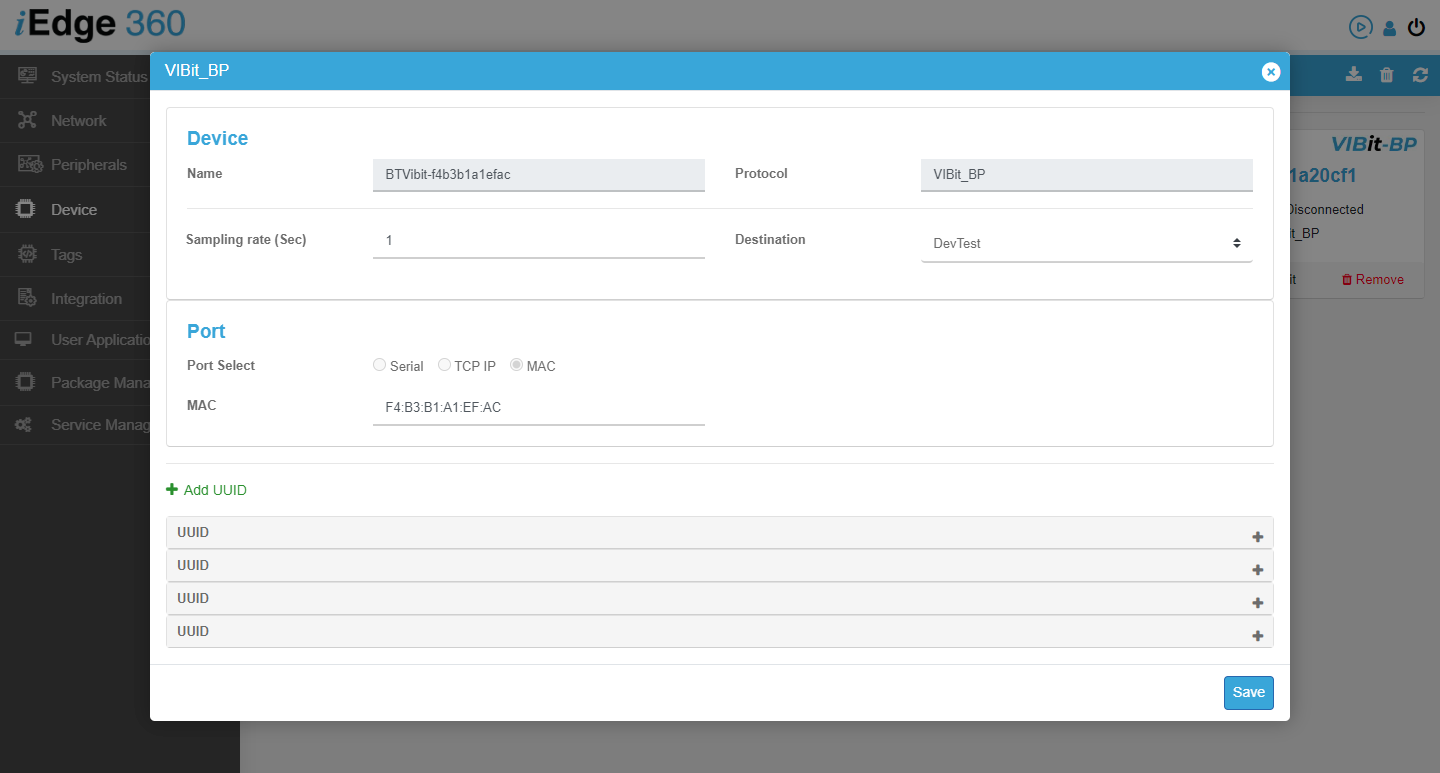 iEdge 360
System Status
Network
Peripherals
Device
Tags
Integration
User Applicatio
Package Mana
Service Manag
VIBit-BP
1a20cf1
Disconnected
it_BP
it
Remove
VIBit_BP
Device
Name BTVibit-f4b3b1a1efac Protocol VIBit_BP
Sampling rate (Sec) 1 Destination DevTest
Port
Port Select Serial TCP IP MAC
MAC F4:B3:B1:A1:EF:AC
Add UUID
UUID
UUID
UUID
UUID
Save